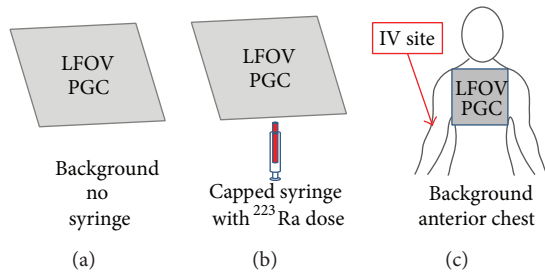 LFOV
PGC
Background
no
syringe
(a)
LFOV
PGC
Capped syringe
with ²²³Ra dose
(b)
IV site
LFOV
PGC
Background
anterior chest
(c)